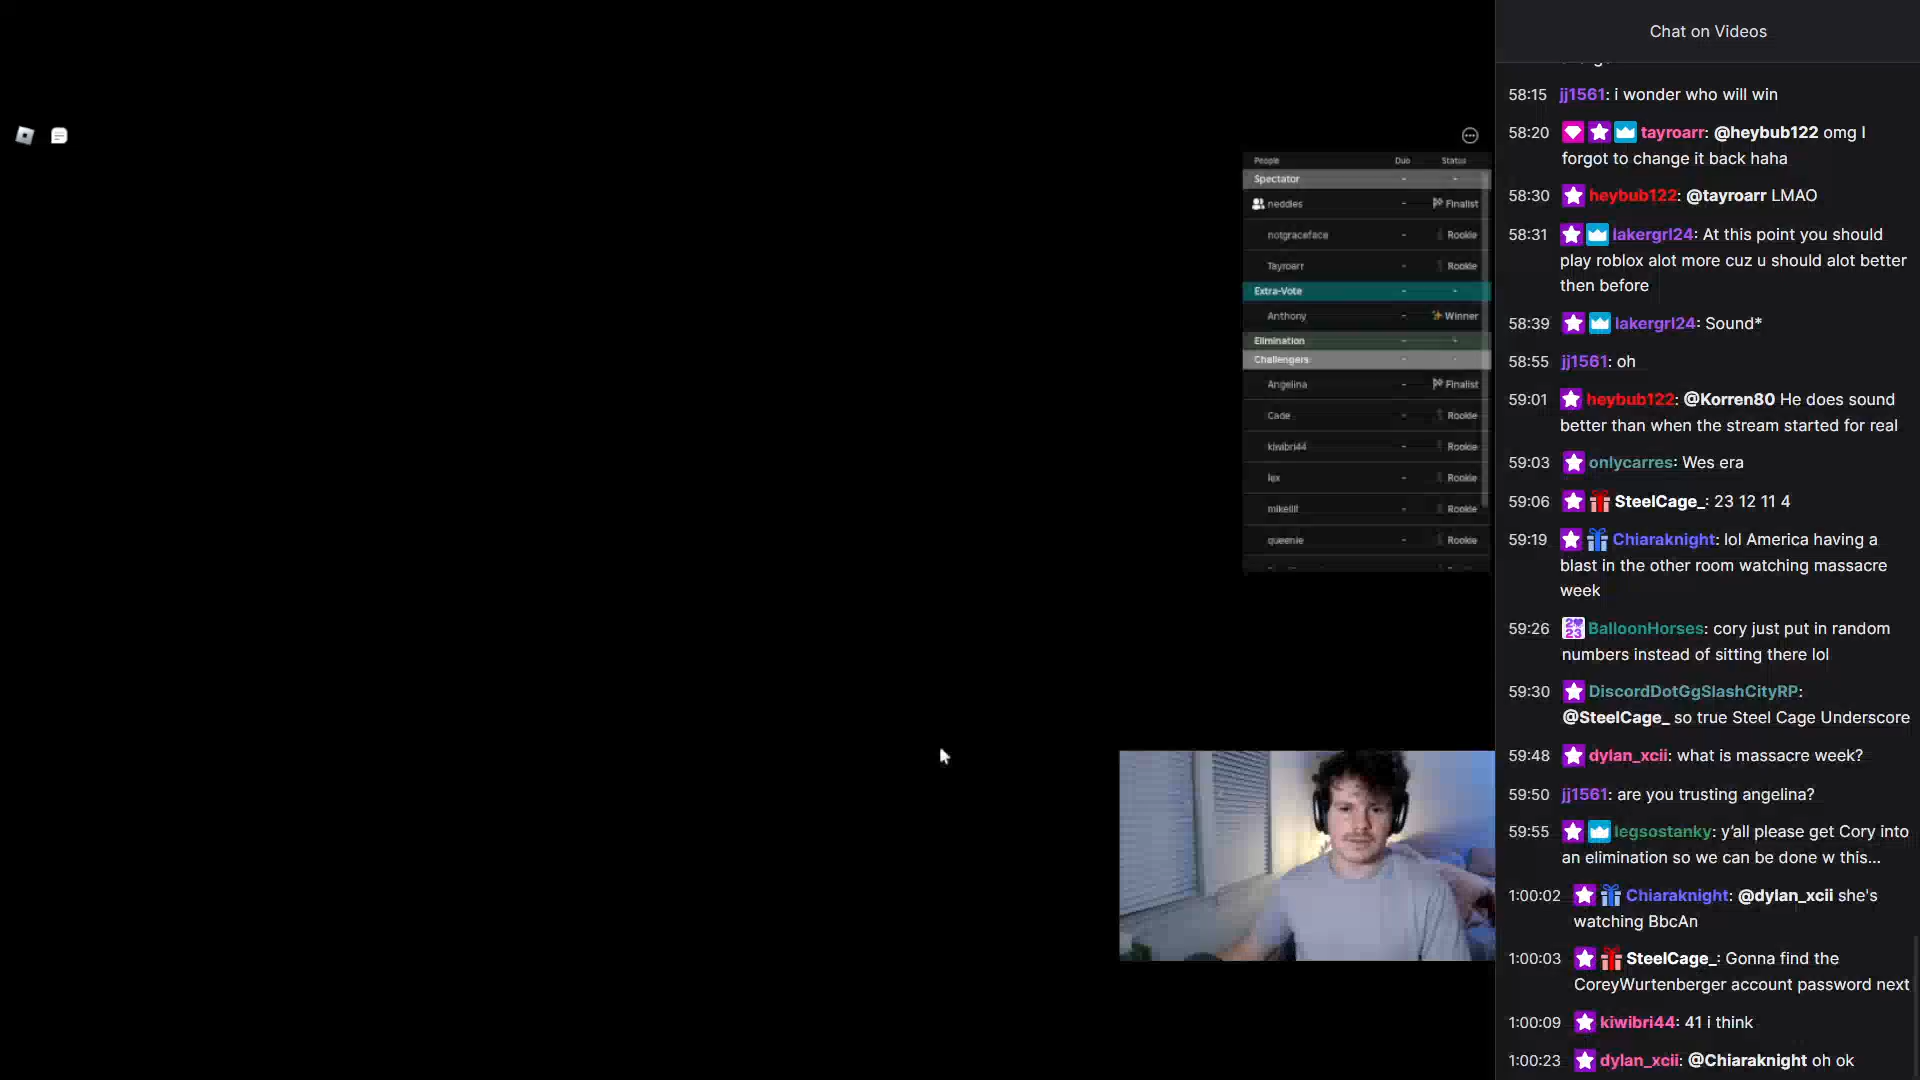 People Duo Status
Spectator - -
neddles - Finalist
notgraceface - Rookie
Tayroarr - Rookie
Extra-Vote - -
Anthony - Winner
Elimination - -
Challengers - -
Angelina - Finalist
Cade - Rookie
kiwibri44 - Rookie
lex - Rookie
- Rookie
queenie - Rookie
Chat on Videos
58:15 jj1561: i wonder who will win
58:20 tayroarr: @heybub122 omg I
forgot to change it back haha
58:30 heybub122: @tayroarr LMAO
58:31 lakergrl24: At this point you should
play roblox alot more cuz u should alot better
then before
58:39 lakergrl24: Sound*
58:55 jj1561: oh
59:01 heybub122: @Korren80 He does sound
better than when the stream started for real
59:03 onlycarres: Wes era
59:06 SteelCage_: 23 12 11 4
59:19 Chiaraknight: lol America having a
blast in the other room watching massacre
week
59:26 BalloonHorses: cory just put in random
numbers instead of sitting there lol
59:30 DiscordDotGgSlashCityRP:
@SteelCage_ so true Steel Cage Underscore
59:48 dylan_xcii: what is massacre week?
59:50 jj1561: are you trusting angelina?
59:55 legsostanky: y'all please get Cory into
an elimination so we can be done w this...
1:00:02 Chiaraknight: @dylan_xcii she's
watching BbcAn
1:00:03 SteelCage_: Gonna find the
CoreyWurtenberger account password next
1:00:09 kiwibri44: 41 i think
1:00:23 dylan_xcii: @Chiaraknight oh ok